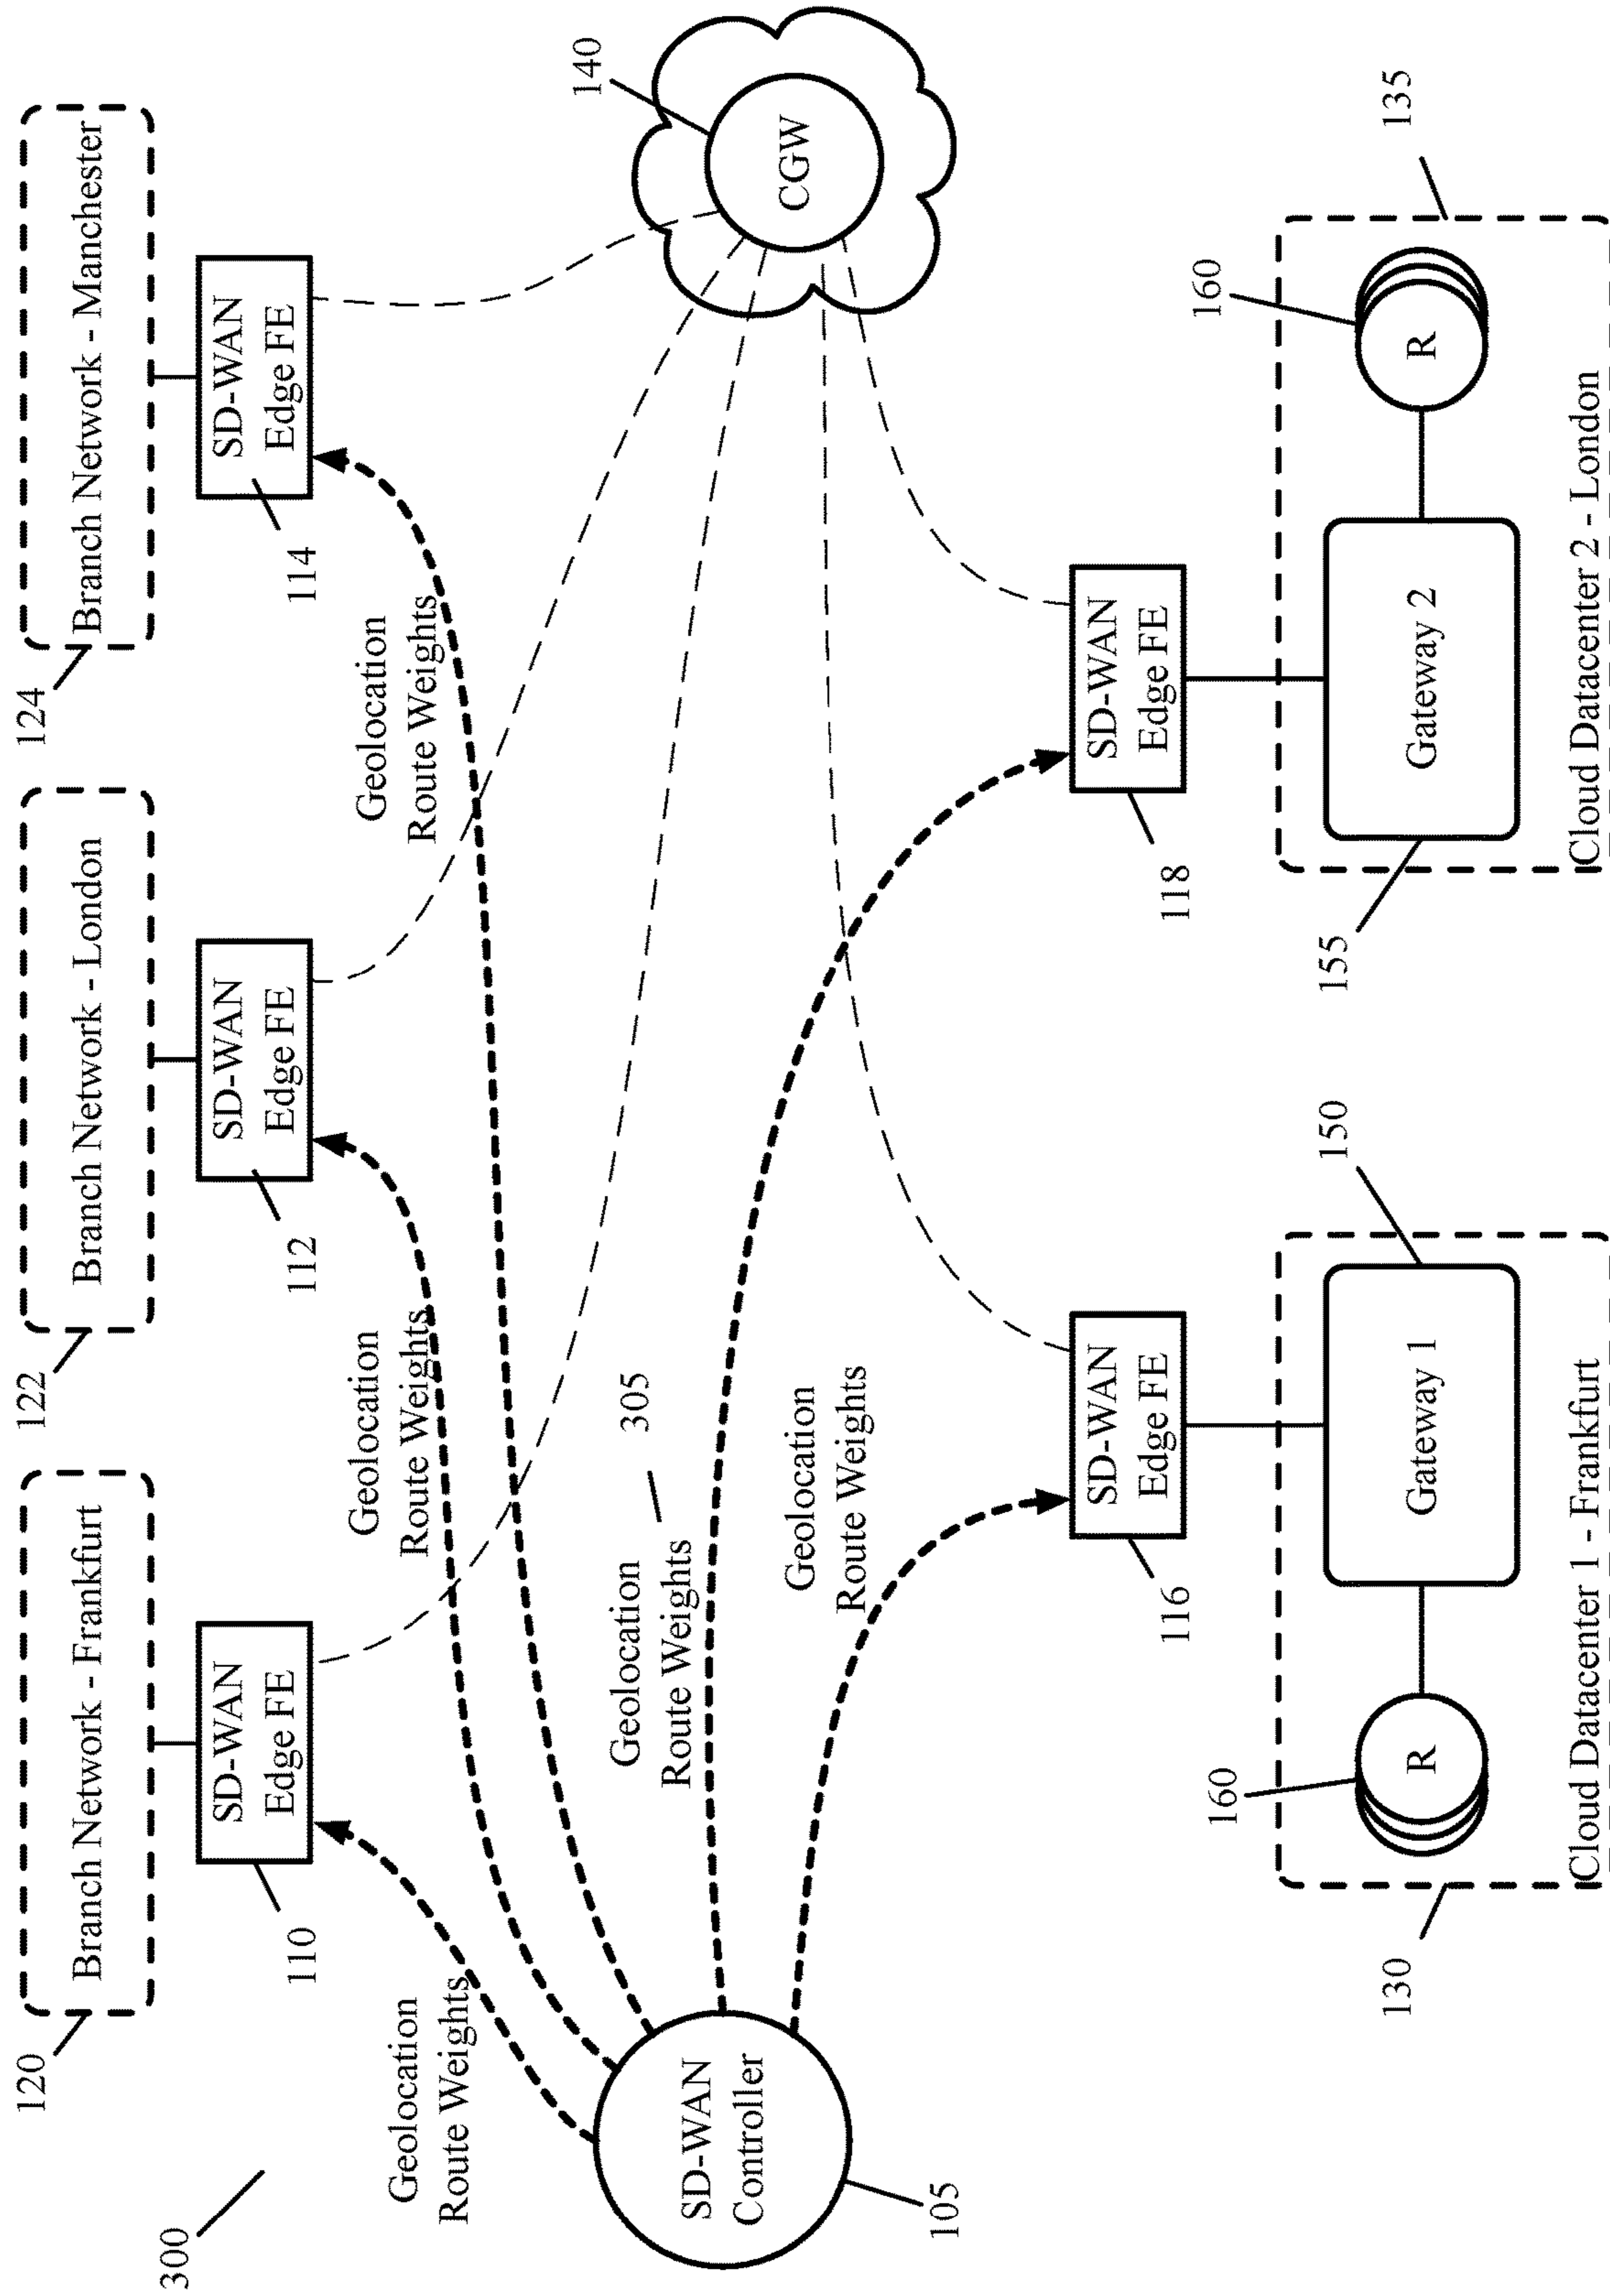 300
120
Branch Network - Frankfurt
122
Branch Network - London
124
Branch Network - Manchester
110
SD-WAN
Edge FE
112
SD-WAN
Edge FE
114
SD-WAN
Edge FE
Geolocation
Route Weights
Geolocation
Route Weights
Geolocation
Route Weights
SD-WAN
Controller
105
Geolocation
Route Weights
305
Geolocation
Route Weights
140
CGW
116
SD-WAN
Edge FE
118
SD-WAN
Edge FE
130
160
R
Gateway 1
150
Cloud Datacenter 1 - Frankfurt
155
Gateway 2
160
R
135
Cloud Datacenter 2 - London